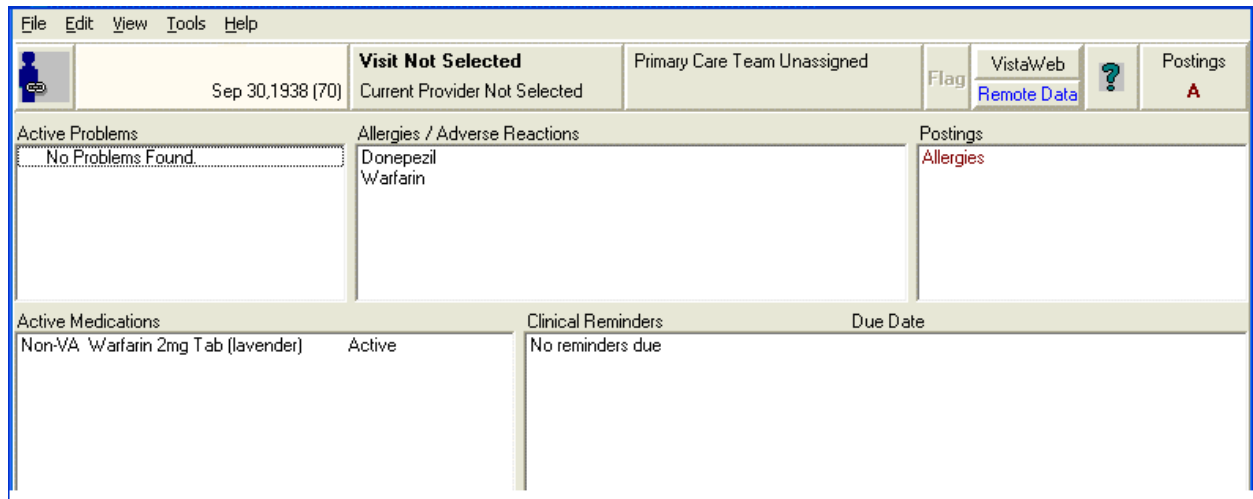 File Edit View Tools Help
Visit Not Selected
Sep 30,1938 (70)
Current Provider Not Selected
Primary Care Team Unassigned
Flag
VistaWeb
Remote Data
?
Postings
A
Active Problems
No Problems Found.
Allergies / Adverse Reactions
Donepezil
Warfarin
Postings
Allergies
Active Medications
Non-VA Warfarin 2mg Tab (lavender) Active
Clinical Reminders Due Date
No reminders due